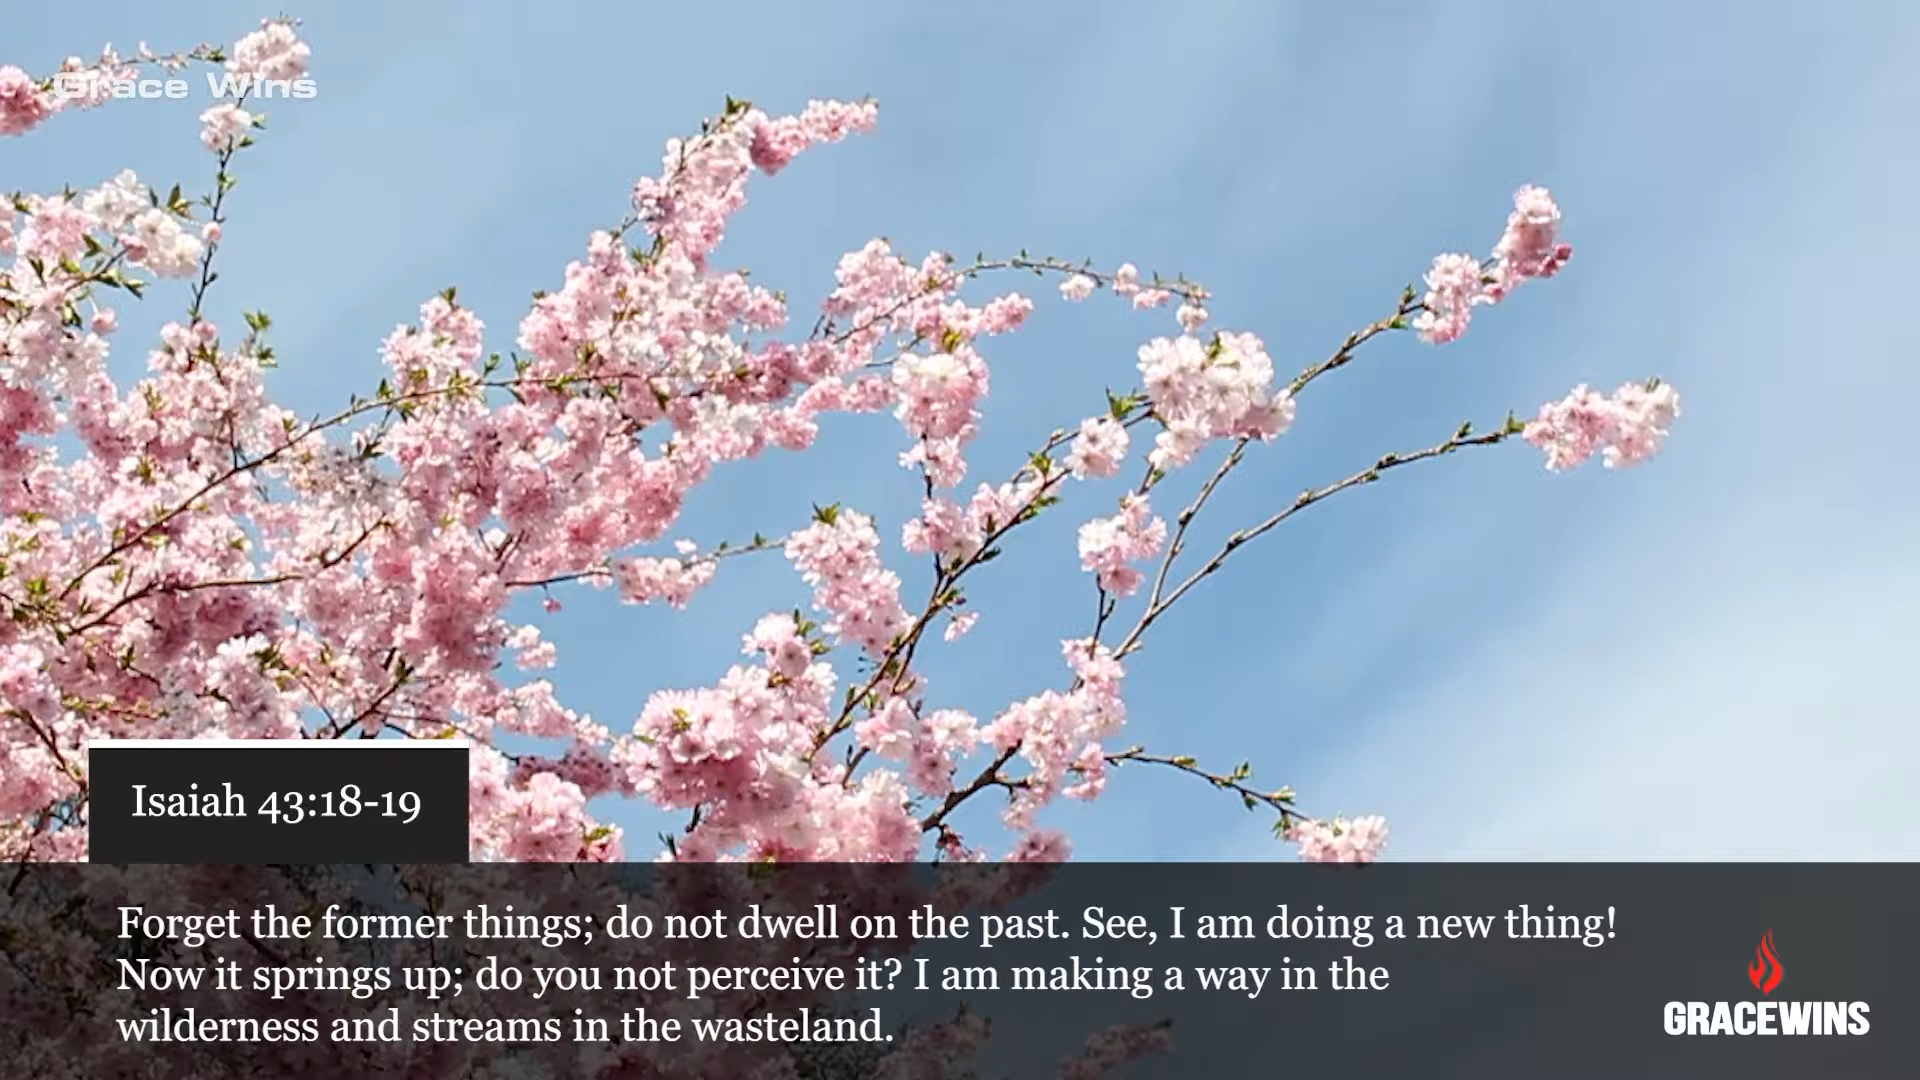 Grace Wins
Isaiah 43:18-19
Forget the former things; do not dwell on the past. See, I am doing a new thing!
Now it springs up; do you not perceive it? I am making a way in the
wilderness and streams in the wasteland.
GRACEWINS